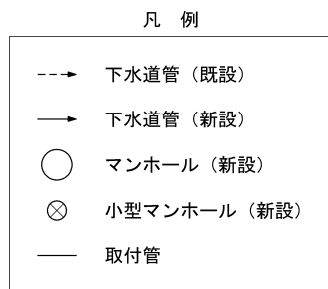 凡 例
下水道管（既設）
下水道管（新設）
マンホール（新設）
小型マンホール（新設）
取付管